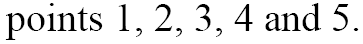 points 1, 2, 3, 4 and 5.